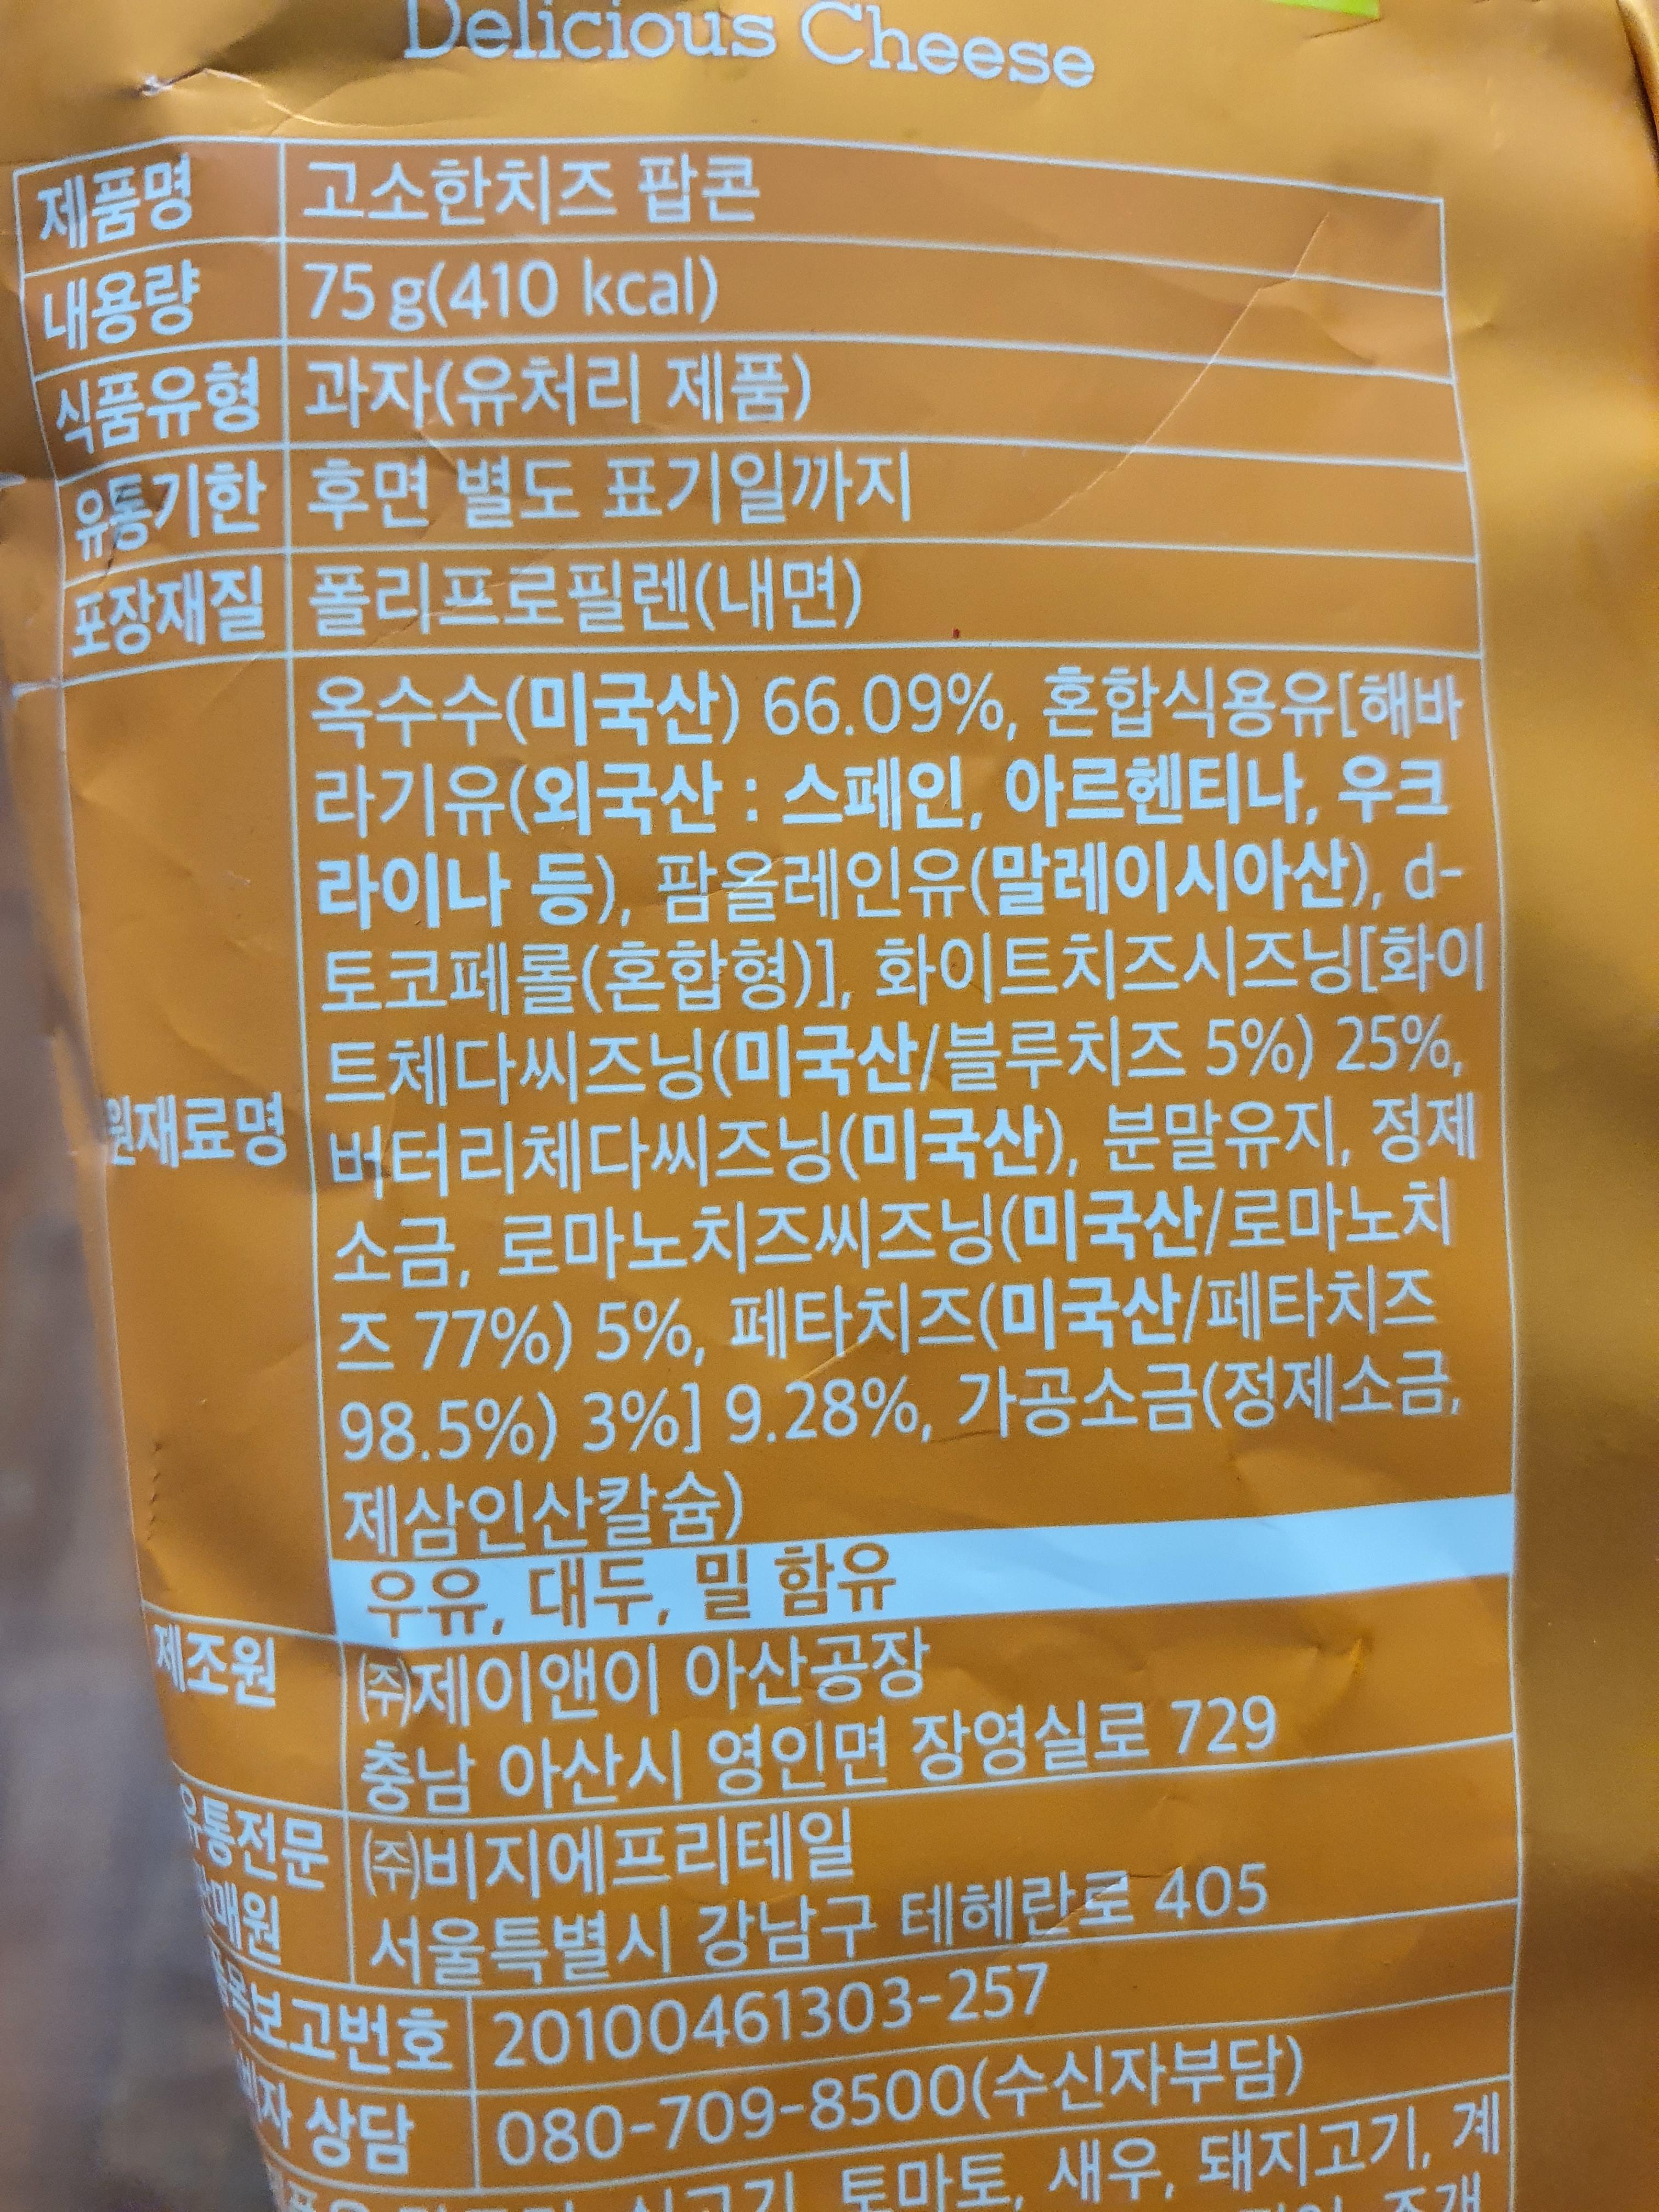 Delicious Cheese
제품명 고소한치즈 팝콘
내용량 75 g(410 kcal)
식품유형 과자(유처리 제품)
유통기한 후면 별도 표기일까지
포장재질 폴리프로필렌(내면)
옥수수(미국산) 66.09%, 혼합식용유[해바
라기유(외국산 : 스페인, 아르헨티나, 우크
라이나 등), 팜올레인유(말레이시아산), d-
토코페롤(혼합형)], 화이트치즈시즈닝[화이
트체다씨즈닝(미국산/블루치즈 5%) 25%,
원재료명 버터리체다씨즈닝(미국산), 분말유지, 정제
소금, 로마노치즈씨즈닝(미국산/로마노치
즈 77%) 5%, 페타치즈(미국산/페타치즈
98.5%) 3%] 9.28%, 가공소금(정제소금,
제삼인산칼슘)
우유, 대두, 밀 함유
제조원 ㈜제이앤이 아산공장
충남 아산시 영인면 장영실로 729
유통전문 ㈜비지에프리테일
판매원 서울특별시 강남구 테헤란로 405
품목보고번호 20100461303-257
상담 080-709-8500(수신자부담)
토마토, 새우, 돼지고기, 계